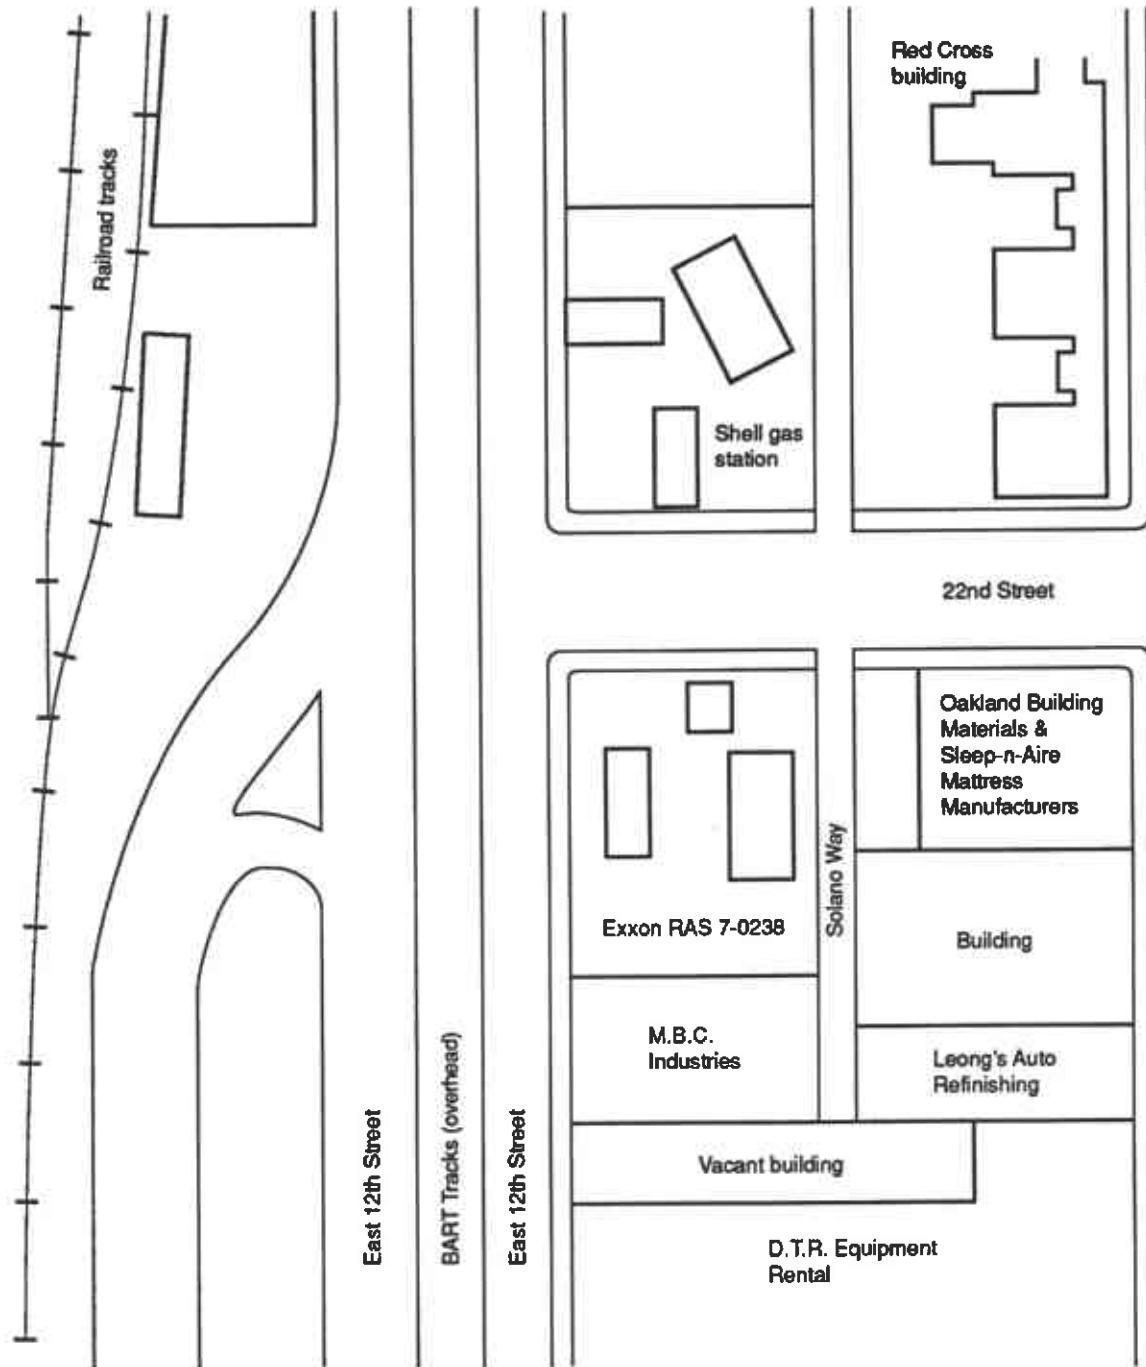 Red Cross
building
Railroad tracks
Shell gas
station
22nd Street
Oakland Building
Materials &
Sleep-n-Aire
Mattress
Manufacturers
Solano Way
Exxon RAS 7-0238
Building
M.B.C.
Industries
Leong's Auto
Refinishing
East 12th Street
BART Tracks (overhead)
East 12th Street
Vacant building
D.T.R. Equipment
Rental